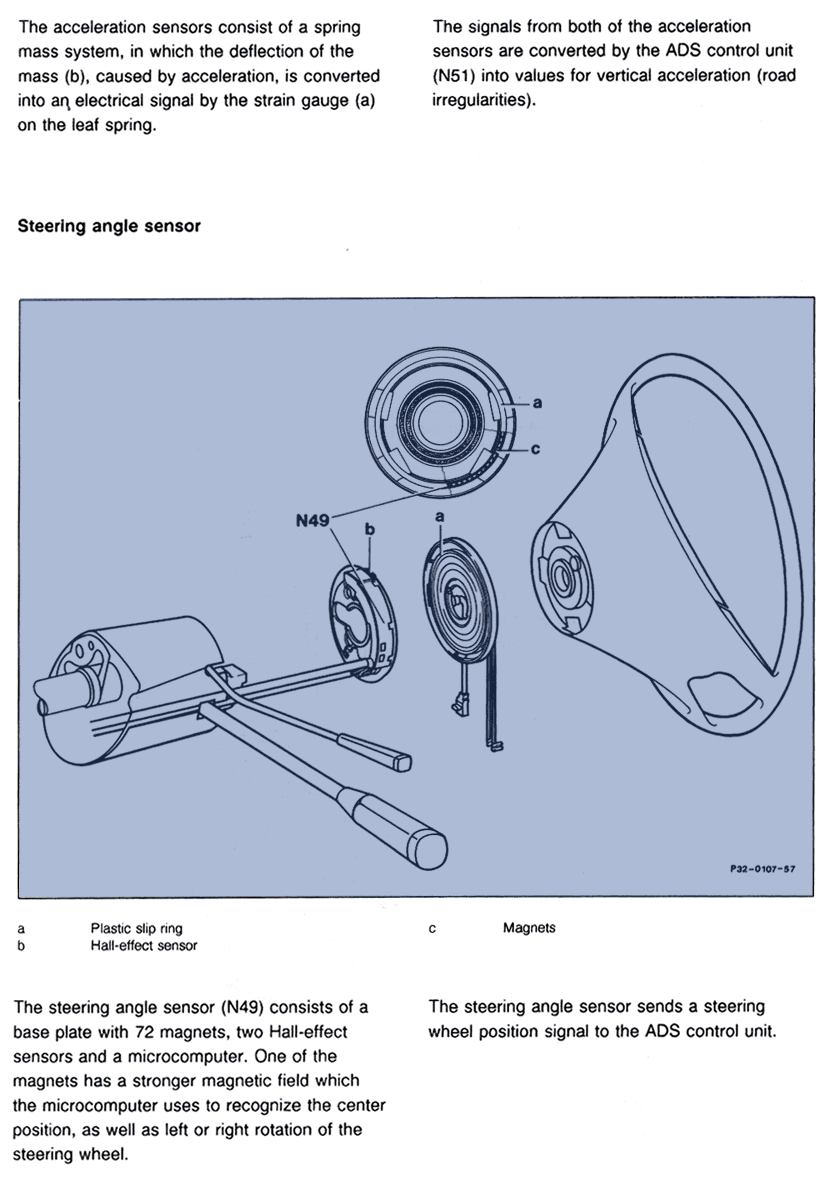 The acceleration sensors consist of a spring
mass system, in which the deflection of the
mass (b), caused by acceleration, is converted
into an electrical signal by the strain gauge (a)
on the leaf spring.
The signals from both of the acceleration
sensors are converted by the ADS control unit
(N51) into values for vertical acceleration (road
irregularities).
Steering angle sensor
a
c
N49
b
a
P32-0107-57
a Plastic slip ring
b Hall-effect sensor
c Magnets
The steering angle sensor (N49) consists of a
base plate with 72 magnets, two Hall-effect
sensors and a microcomputer. One of the
magnets has a stronger magnetic field which
the microcomputer uses to recognize the center
position, as well as left or right rotation of the
steering wheel.
The steering angle sensor sends a steering
wheel position signal to the ADS control unit.